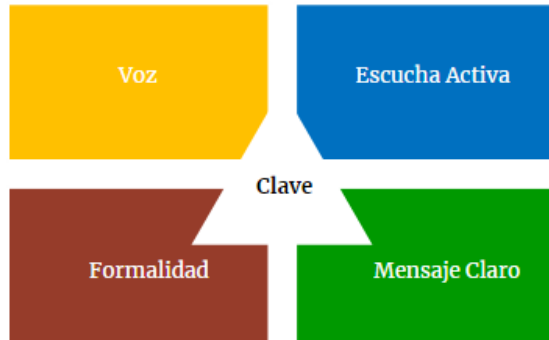 Voz
Escucha Activa
Clave
Formalidad
Mensaje Claro